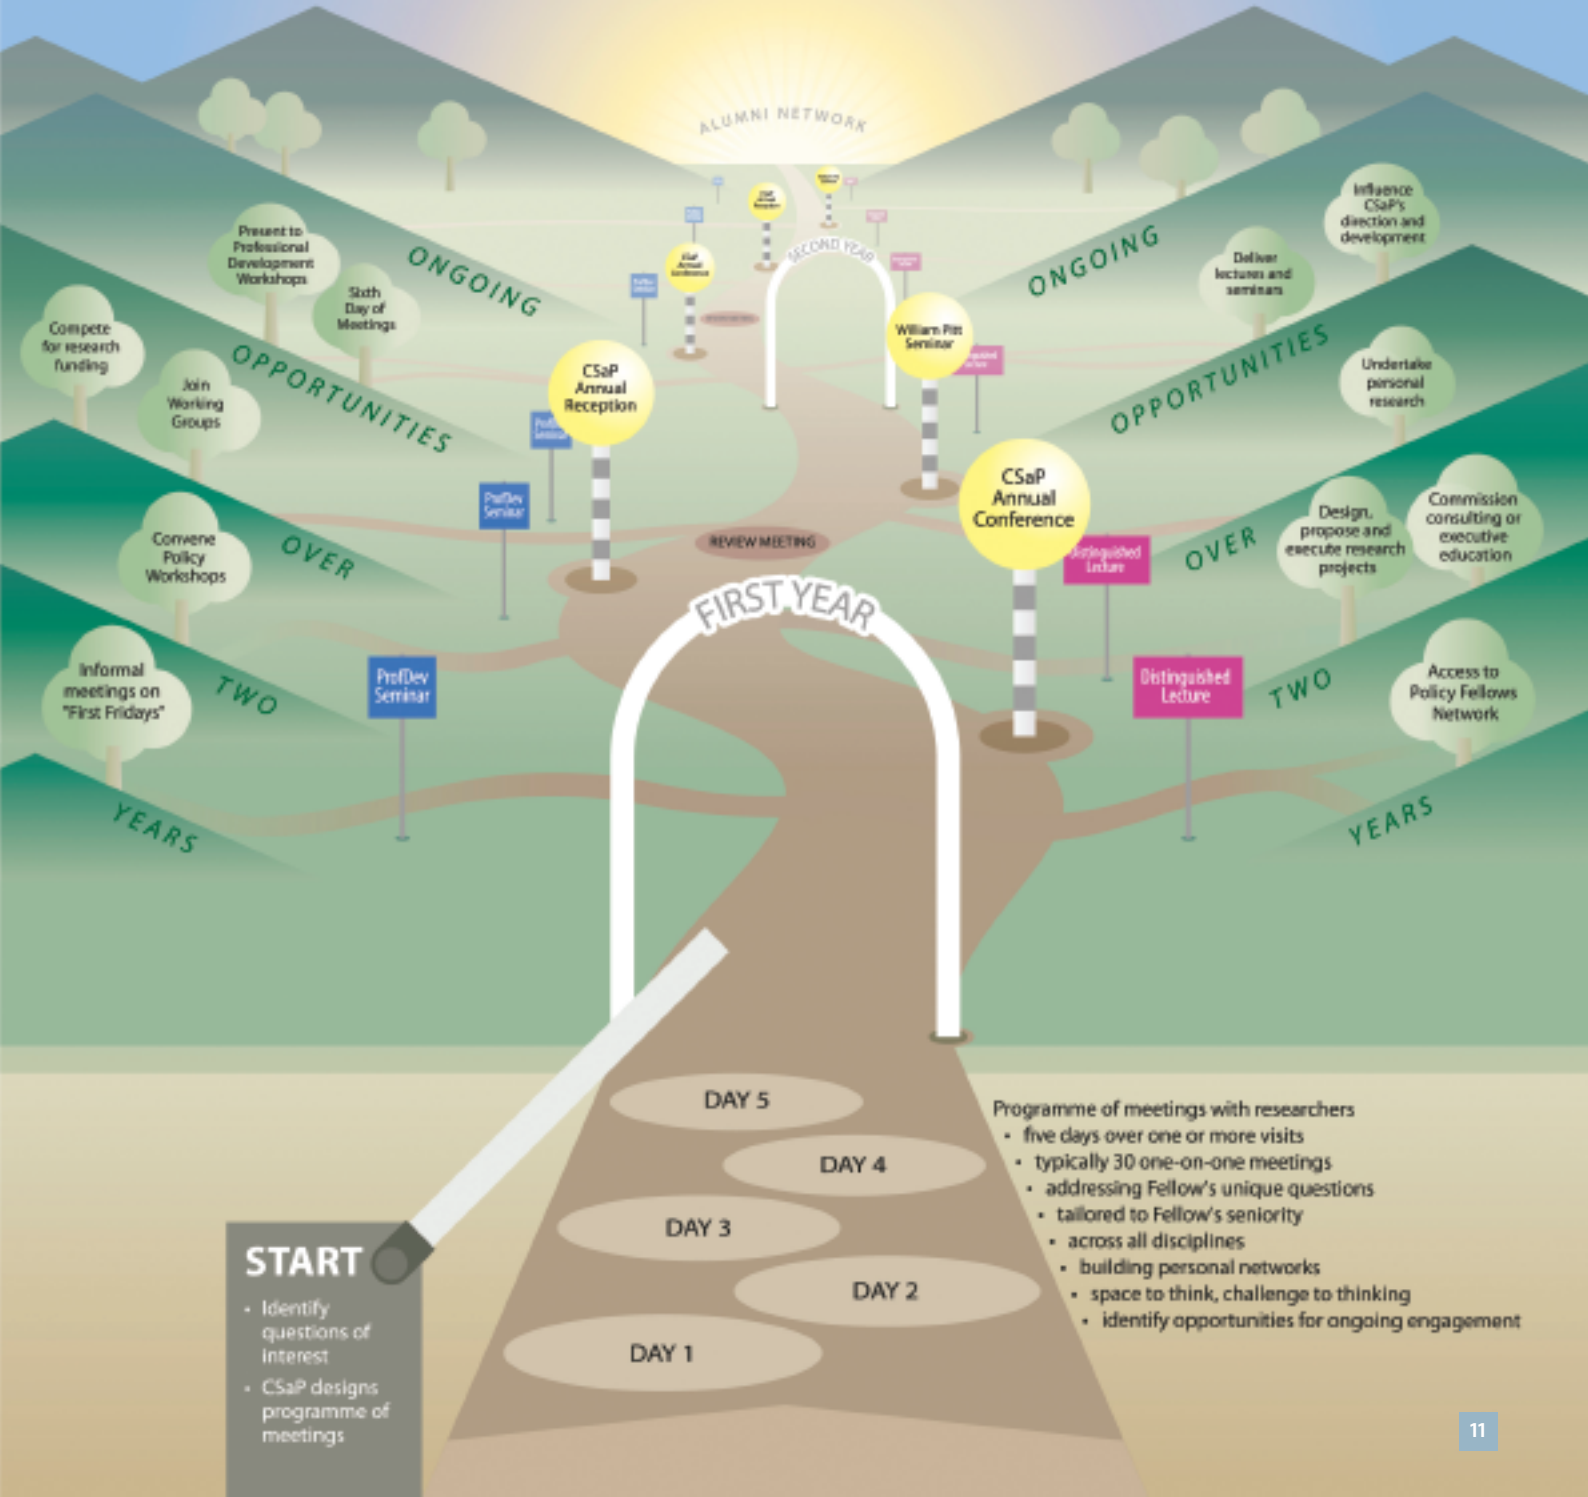 ALUMNI NETWORK
CSaP
Annual
Reception
SECOND YEAR
CSaP
Annual
Conference
ONGOING
ONGOING
Influence
CSaP's
direction and
development
Deliver
lectures and
seminars
Present to
Professional
Development
Workshops
Sixth
Day of
Meetings
Compete
for research
funding
Join
Working
Groups
OPPORTUNITIES
OPPORTUNITIES
CSaP
Annual
Reception
William Pitt
Seminar
Undertake
personal
research
ProfDev
Seminar
CSaP
Annual
Conference
REVIEW MEETING
Distinguished
Lecture
Design,
propose and
execute research
projects
Commission
consulting or
executive
education
Convene
Policy
Workshops
OVER
OVER
FIRST YEAR
Informal
meetings on
"First Fridays"
TWO
TWO
ProfDev
Seminar
Distinguished
Lecture
Access to
Policy Fellows
Network
YEARS
YEARS
DAY 5
DAY 4
DAY 3
DAY 2
DAY 1
Programme of meetings with researchers
• five days over one or more visits
• typically 30 one-on-one meetings
• addressing Fellow's unique questions
• tailored to Fellow's seniority
• across all disciplines
• building personal networks
• space to think, challenge to thinking
• identify opportunities for ongoing engagement
START
• Identify
questions of
interest
• CSaP designs
programme of
meetings
11